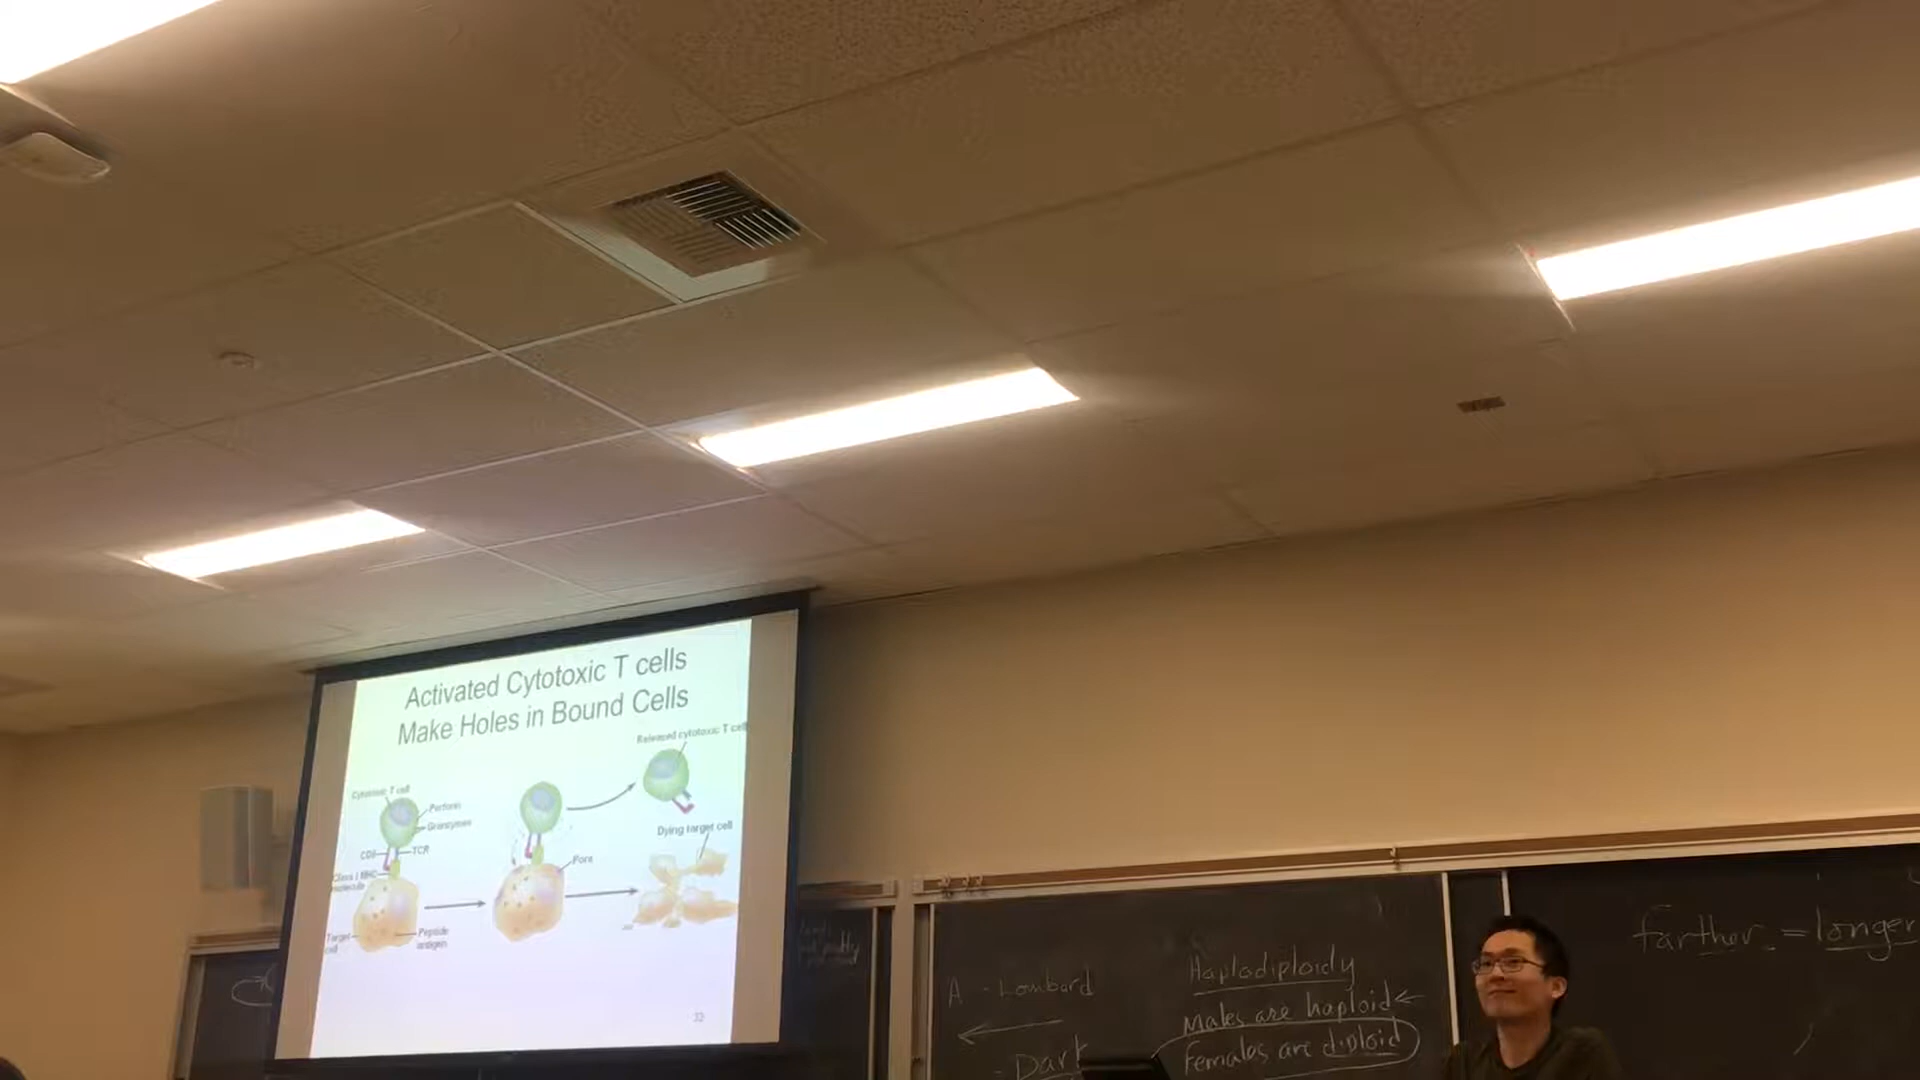 Activated Cytotoxic T cells
Make Holes in Bound Cells
Released cytotoxic T cell
Cytotoxic T cell
Perforin
Granzymes
CD8
TCR
Class I MHC
molecule
Target
cell
Peptide
antigen
Pore
Dying target cell
33
A - Lombard
- Dart
Haplodiploidy
Males are haploid←
Females are diploid
farther = longer